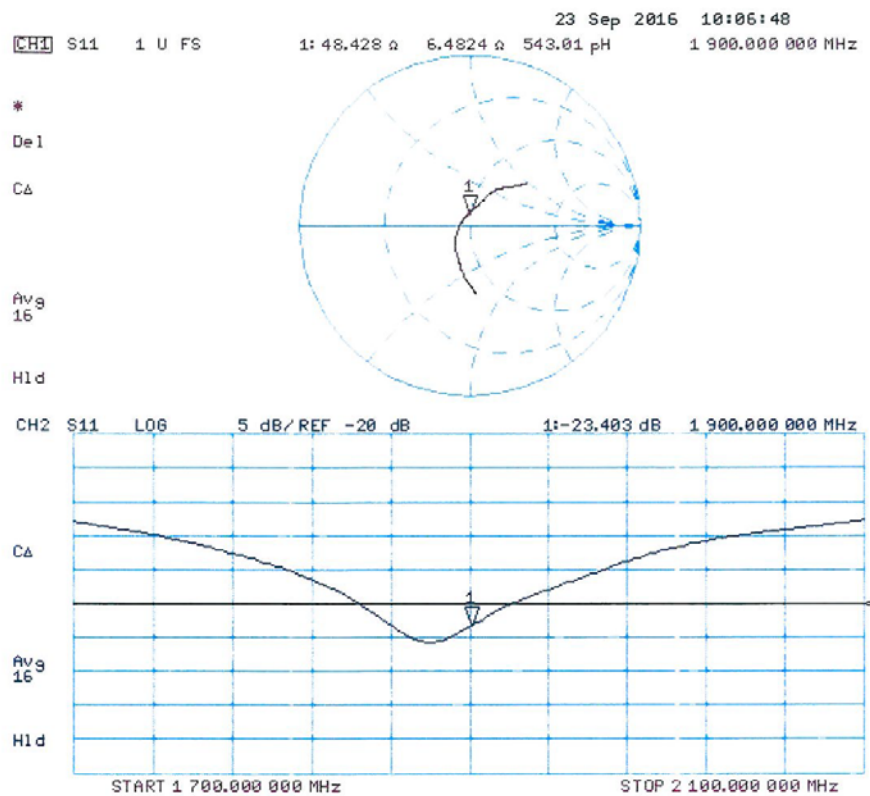 23 Sep 2016 10:06:48
CH1 S11 1 U FS 1: 48.428 Ω 6.4824 Ω 543.01 pH 1 900.000 000 MHz
*
Del
1
CΔ
Avg
16
Hld
CH2 S11 LOG 5 dB/REF -20 dB 1:-23.403 dB 1 900.000 000 MHz
CΔ
1
Avg
16
Hld
START 1 700.000 000 MHz STOP 2 100.000 000 MHz